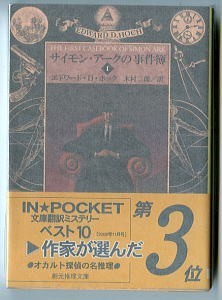 EDWARD D. HOCH
THE FIRST CASEBOOK OF SIMON ARK
サイモン・アークの事件簿
I
エドワード・D・ホック
木村二郎/訳
IN★POCKET
文庫翻訳ミステリー
ベスト10
▶作家が選んだ
第3位
●オカルト探偵の名推理●
創元推理文庫